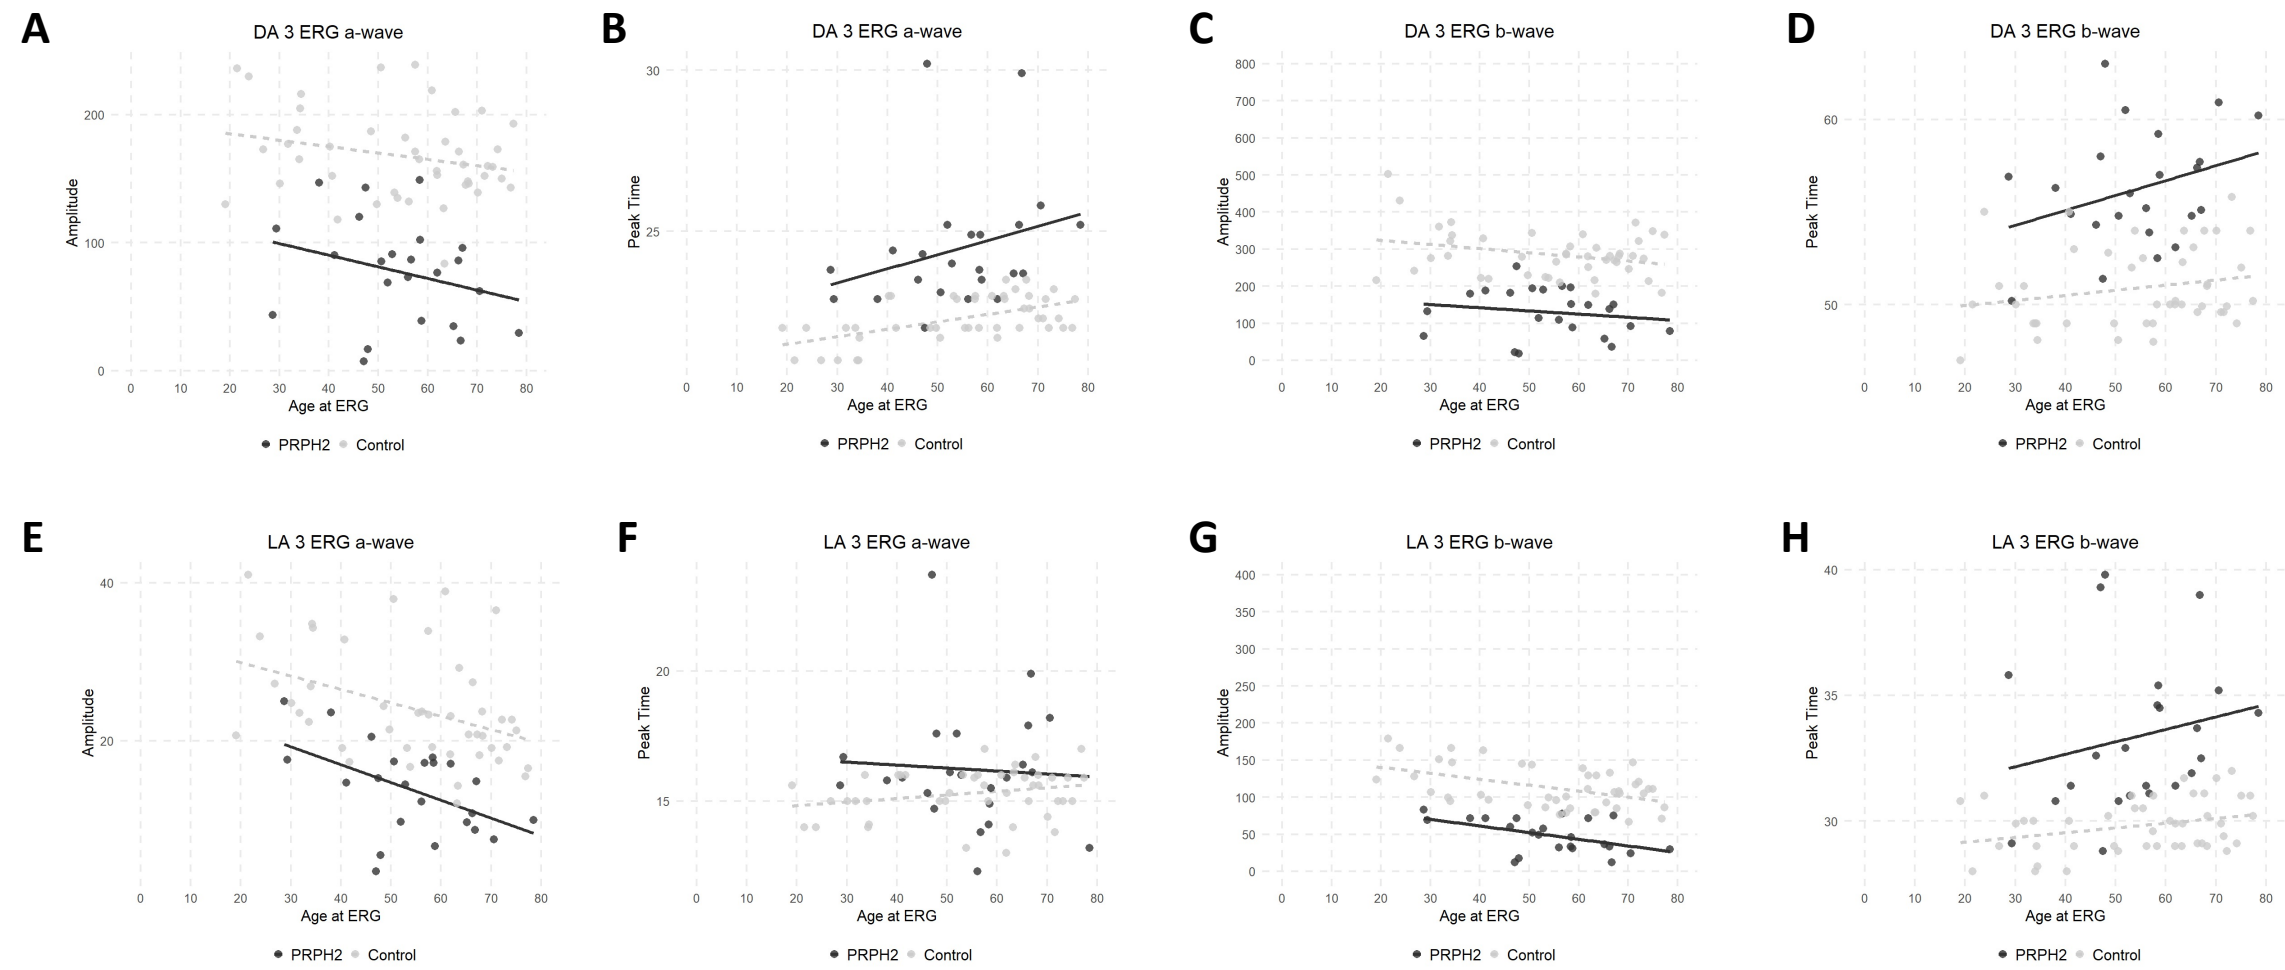 A
DA 3 ERG a-wave
Amplitude
200
100
0
0 10 20 30 40 50 60 70 80
Age at ERG
PRPH2 Control
B
DA 3 ERG a-wave
Peak Time
30
25
0 10 20 30 40 50 60 70 80
Age at ERG
PRPH2 Control
C
DA 3 ERG b-wave
Amplitude
800
700
600
500
400
300
200
100
0
0 10 20 30 40 50 60 70 80
Age at ERG
PRPH2 Control
D
DA 3 ERG b-wave
Peak Time
60
50
0 10 20 30 40 50 60 70 80
Age at ERG
PRPH2 Control
E
LA 3 ERG a-wave
Amplitude
40
20
0 10 20 30 40 50 60 70 80
Age at ERG
PRPH2 Control
F
LA 3 ERG a-wave
Peak Time
20
15
0 10 20 30 40 50 60 70 80
Age at ERG
PRPH2 Control
G
LA 3 ERG b-wave
Amplitude
400
350
300
250
200
150
100
50
0
0 10 20 30 40 50 60 70 80
Age at ERG
PRPH2 Control
H
LA 3 ERG b-wave
Peak Time
40
35
30
0 10 20 30 40 50 60 70 80
Age at ERG
PRPH2 Control